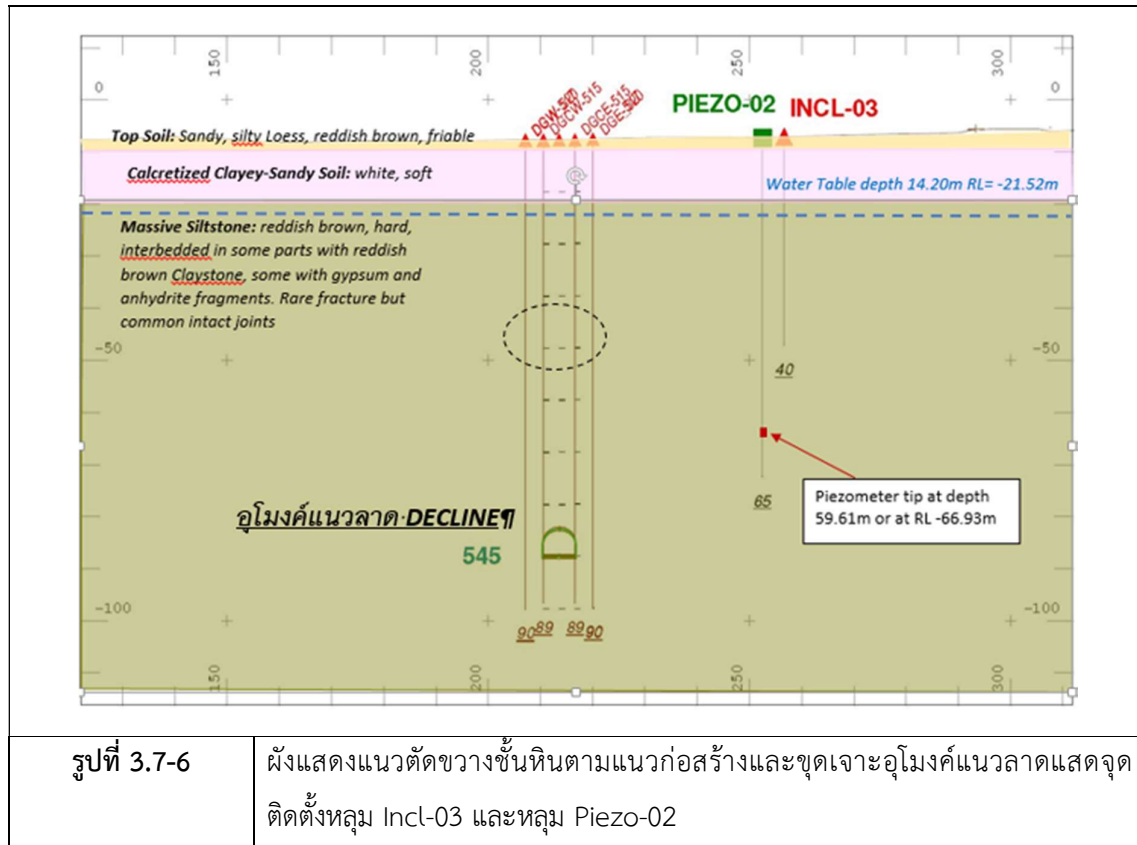 150
200
250
300
0
0
DGW-520
DGCW-515
DGCE-515
DGE-520
PIEZO-02
INCL-03
Top Soil: Sandy, silty Loess, reddish brown, friable
Calcretized Clayey-Sandy Soil: white, soft
Water Table depth 14.20m RL= -21.52m
Massive Siltstone: reddish brown, hard,
interbedded in some parts with reddish
brown Claystone, some with gypsum and
anhydrite fragments. Rare fracture but
common intact joints
-50
-50
40
65
Piezometer tip at depth
59.61m or at RL -66.93m
อุโมงค์แนวลาด·DECLINE¶
545
-100
-100
90
89
89
90
150
200
250
300
รูปที่ 3.7-6
ผังแสดงแนวตัดขวางชั้นหินตามแนวก่อสร้างและขุดเจาะอุโมงค์แนวลาดแสดจุด
ติดตั้งหลุม Incl-03 และหลุม Piezo-02